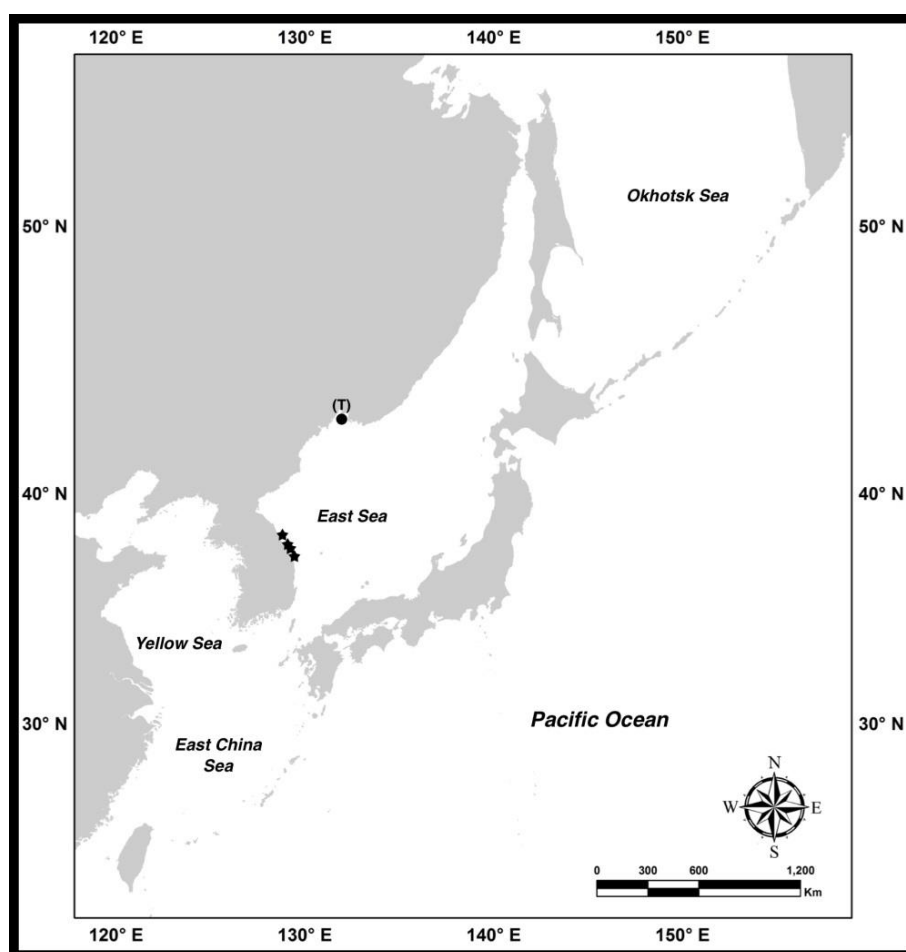 120° E 130° E 140° E 150° E
Okhotsk Sea
50° N 50° N
(T)
40° N 40° N
East Sea
Yellow Sea
30° N Pacific Ocean 30° N
East China
Sea
N
W E
S
0 300 600 1,200
Km
120° E 130° E 140° E 150° E